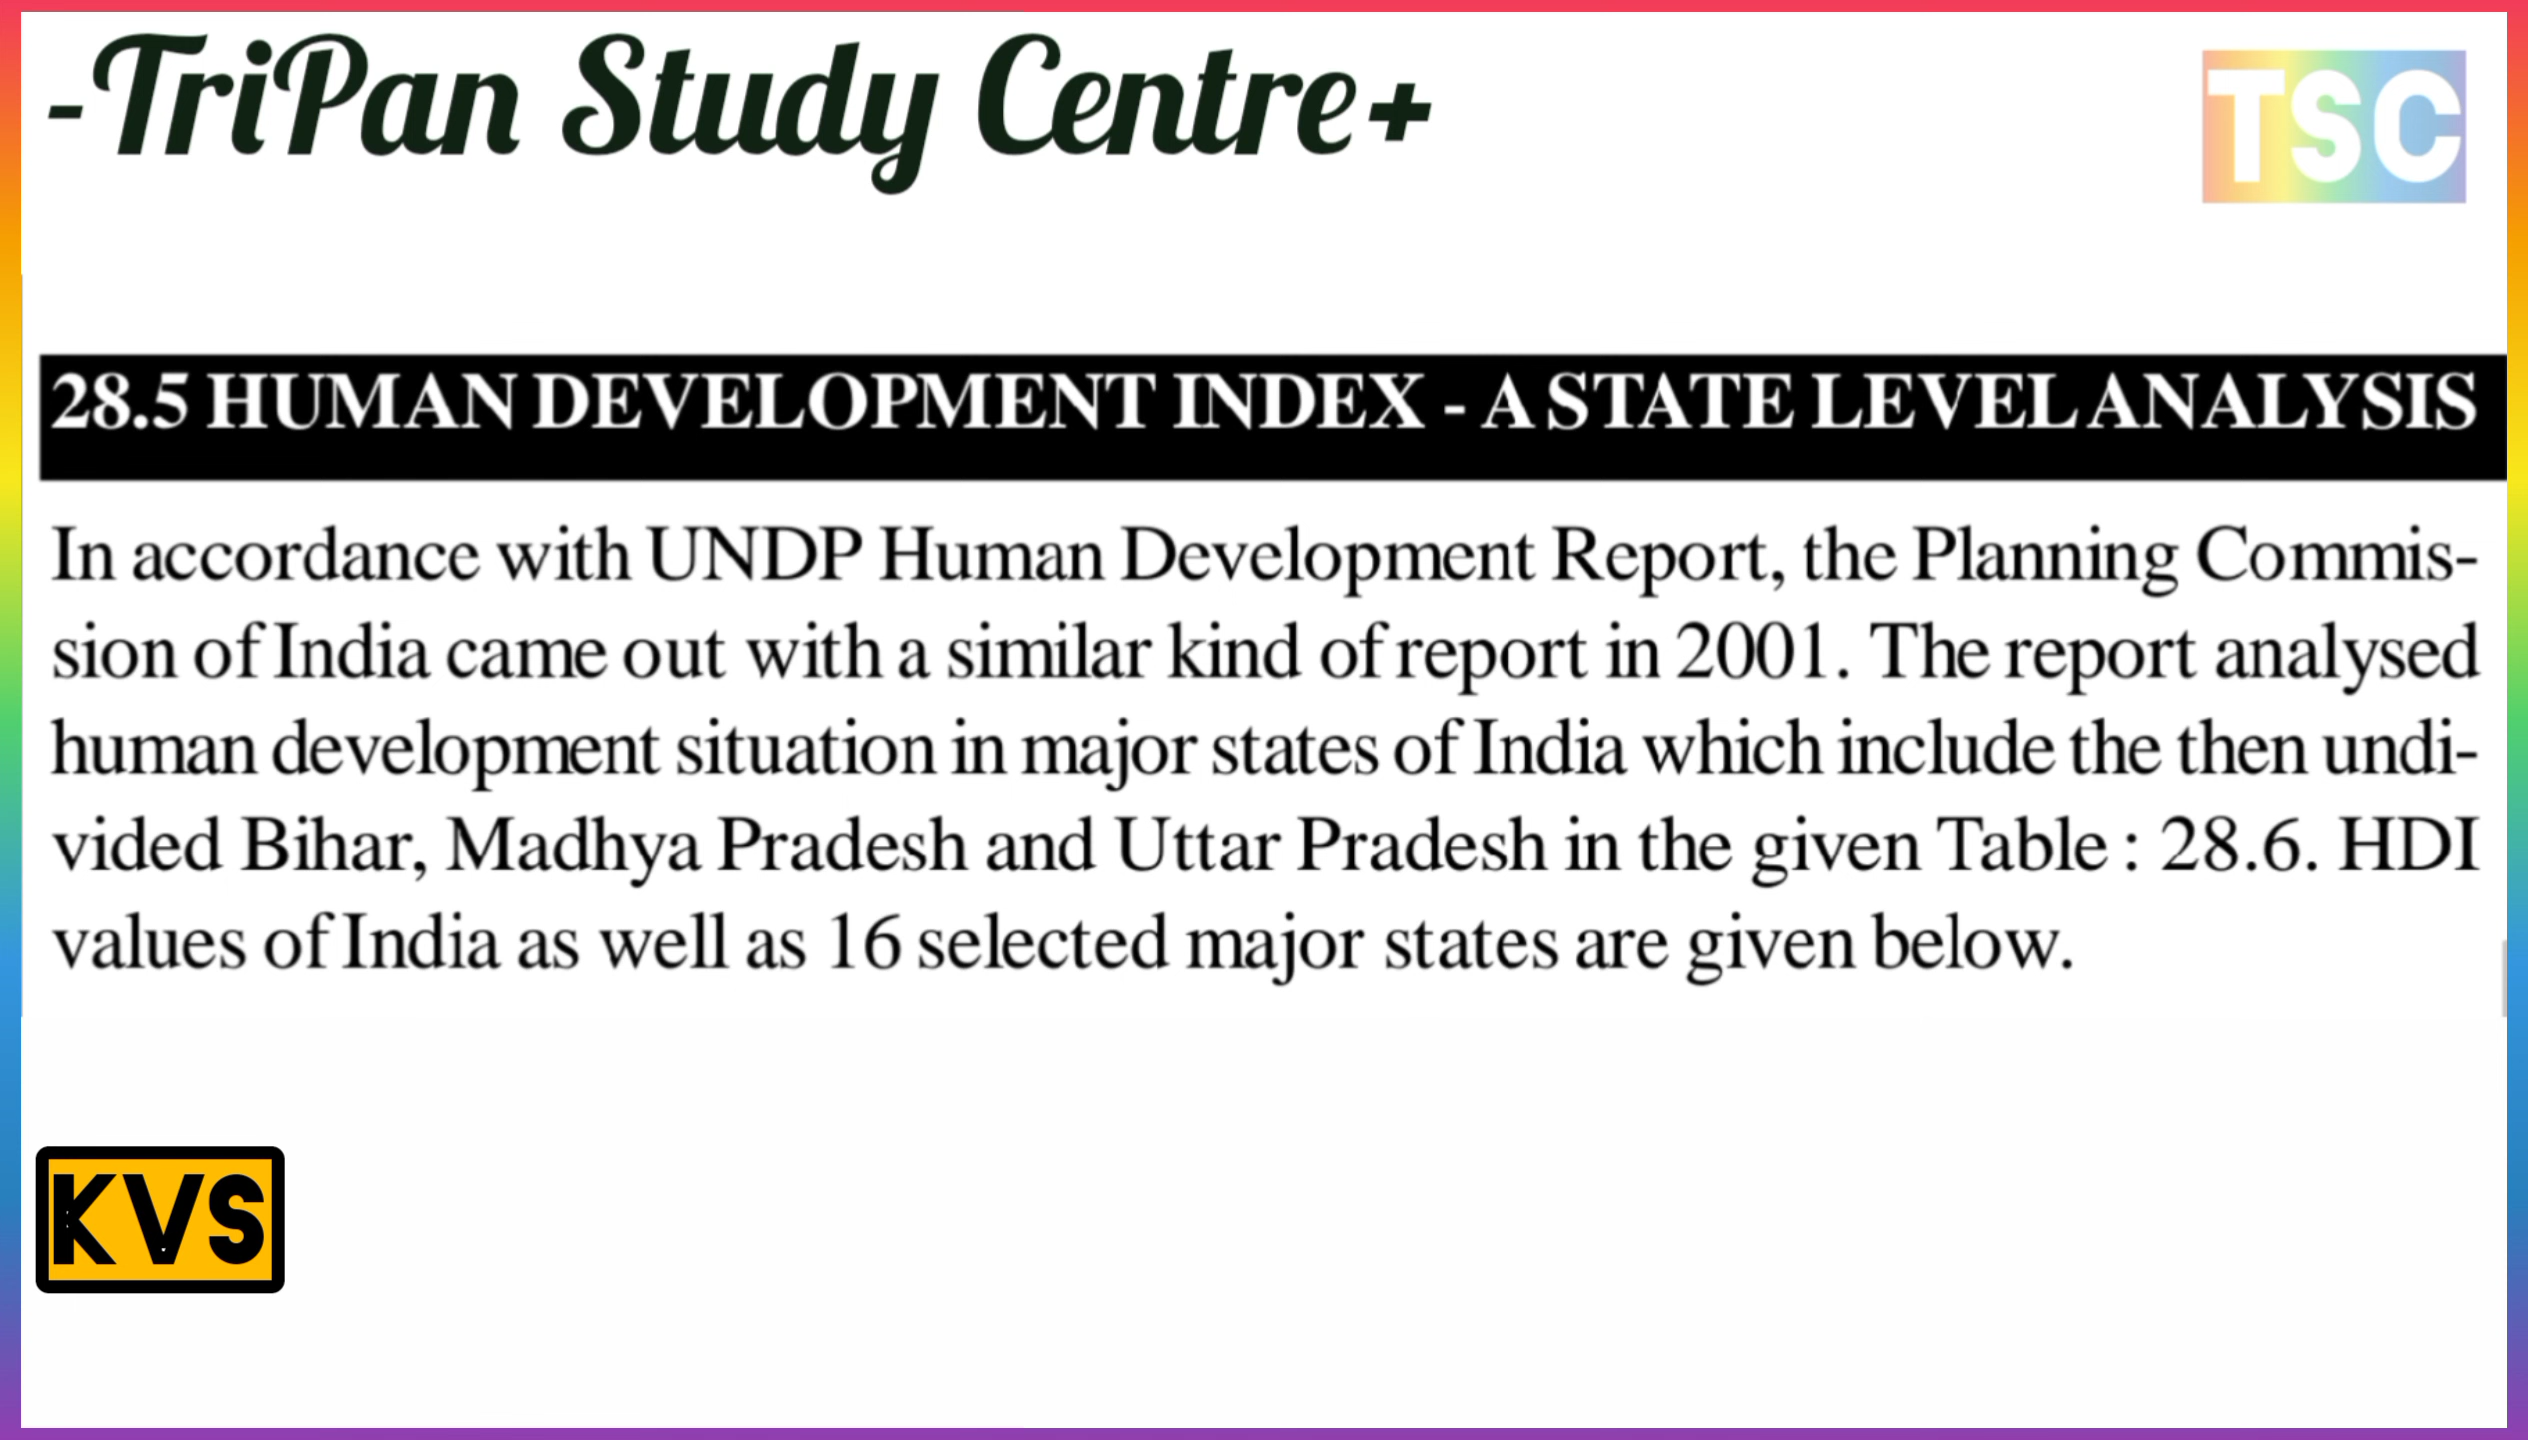 -TriPan Study Centre+
TSC
28.5 HUMAN DEVELOPMENT INDEX - A STATE LEVEL ANALYSIS
In accordance with UNDP Human Development Report, the Planning Commis-
sion of India came out with a similar kind of report in 2001. The report analysed
human development situation in major states of India which include the then undi-
vided Bihar, Madhya Pradesh and Uttar Pradesh in the given Table : 28.6. HDI
values of India as well as 16 selected major states are given below.
KVS